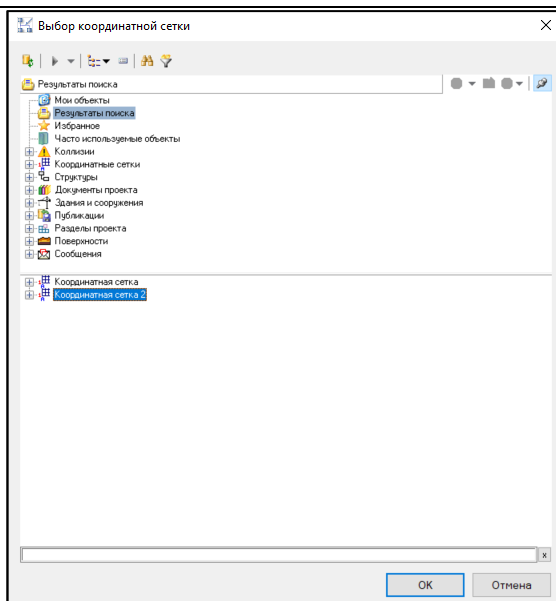 Выбор координатной сетки
Результаты поиска
Мои объекты
Результаты поиска
Избранное
Часто используемые объекты
Коллизии
Координатные сетки
Структуры
Документы проекта
Здания и сооружения
Публикации
Разделы проекта
Поверхности
Сообщения
Координатная сетка
Координатная сетка 2
x
OK
Отмена